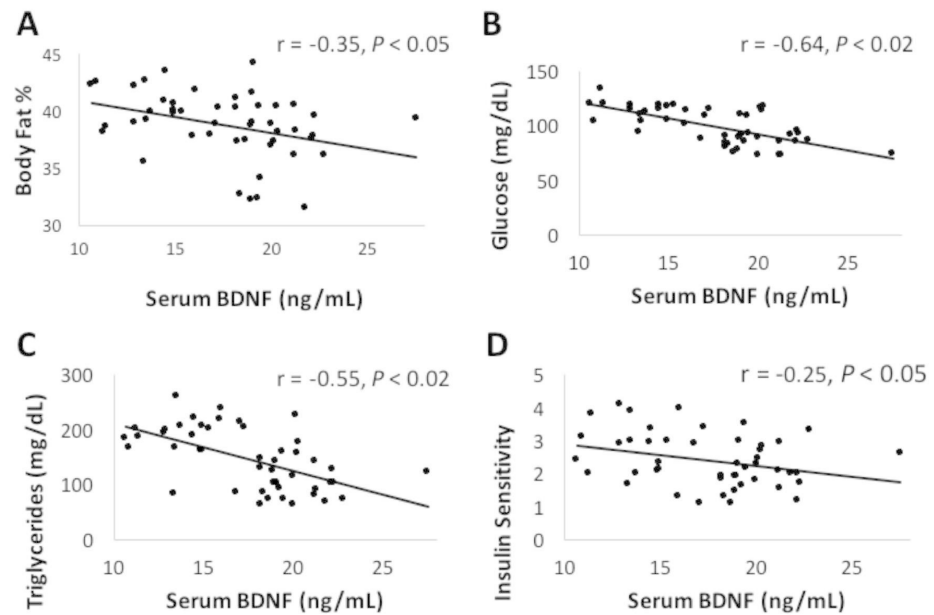 A
r = -0.35, P < 0.05
Body Fat %
45
40
35
30
10
15
20
25
Serum BDNF (ng/mL)
B
r = -0.64, P < 0.02
Glucose (mg/dL)
150
100
50
0
10
15
20
25
Serum BDNF (ng/mL)
C
r = -0.55, P < 0.02
Triglycerides (mg/dL)
300
200
100
0
10
15
20
25
Serum BDNF (ng/mL)
D
r = -0.25, P < 0.05
Insulin Sensitivity
5
4
3
2
1
0
10
15
20
25
Serum BDNF (ng/mL)